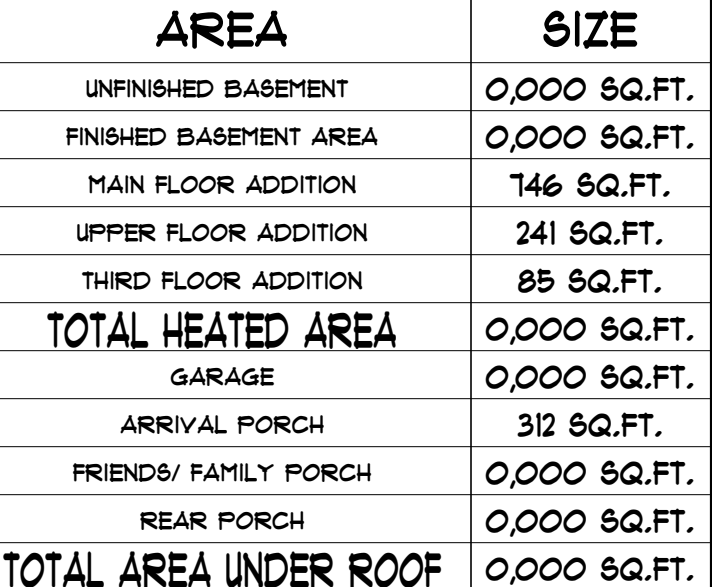 AREA SIZE
UNFINISHED BASEMENT 0,000 SQ.FT.
FINISHED BASEMENT AREA 0,000 SQ.FT.
MAIN FLOOR ADDITION 746 SQ.FT.
UPPER FLOOR ADDITION 241 SQ.FT.
THIRD FLOOR ADDITION 85 SQ.FT.
TOTAL HEATED AREA 0,000 SQ.FT.
GARAGE 0,000 SQ.FT.
ARRIVAL PORCH 312 SQ.FT.
FRIENDS/ FAMILY PORCH 0,000 SQ.FT.
REAR PORCH 0,000 SQ.FT.
TOTAL AREA UNDER ROOF 0,000 SQ.FT.